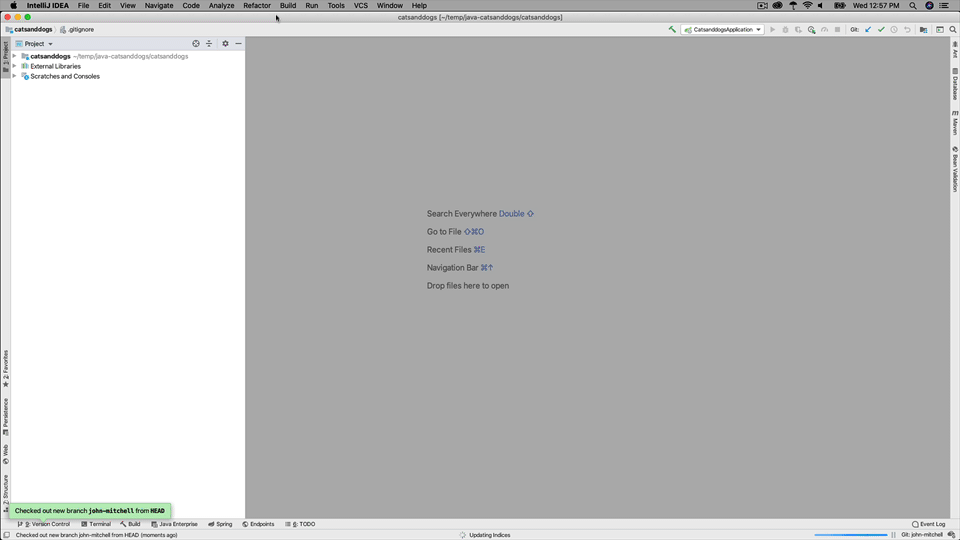 IntelliJ IDEA File Edit View Navigate Code Analyze Refactor Build Run Tools VCS Window Help Wed 12:57 PM
catsanddogs [~/temp/java-catsanddogs/catsanddogs]
catsanddogs .gitignore CatsanddogsApplication Git:
Project
catsanddogs ~/temp/java-catsanddogs/catsanddogs
External Libraries
Scratches and Consoles
1: Project
2: Favorites
Persistence
Web
Z: Structure
Ant
Database
Maven
Bean Validation
Search Everywhere Double ⇧
Go to File ⇧⌘O
Recent Files ⌘E
Navigation Bar ⌘↑
Drop files here to open
Checked out new branch john-mitchell from HEAD
9: Version Control Terminal Build Java Enterprise Spring Endpoints 6: TODO Event Log
Checked out new branch john-mitchell from HEAD (moments ago) Updating Indices Git: john-mitchell